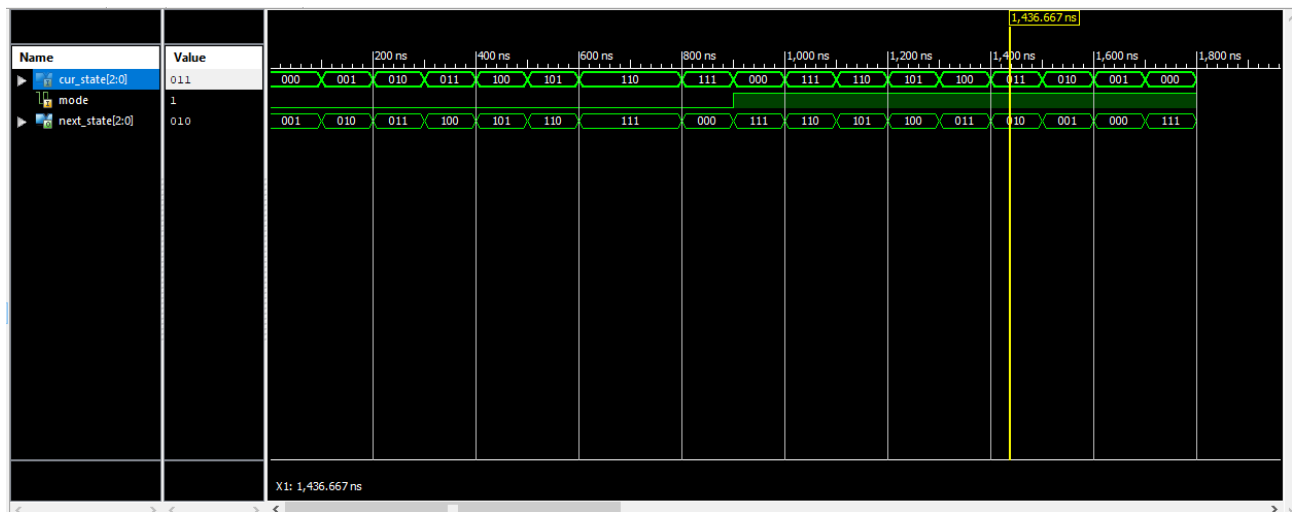 1,436.667 ns
Name Value 200 ns 400 ns 600 ns 800 ns 1,000 ns 1,200 ns 1,400 ns 1,600 ns 1,800 ns
cur_state[2:0] 011 000 001 010 011 100 101 110 111 000 111 110 101 100 011 010 001 000
mode 1
next_state[2:0] 010 001 010 011 100 101 110 111 000 111 110 101 100 011 010 001 000 111
X1: 1,436.667 ns